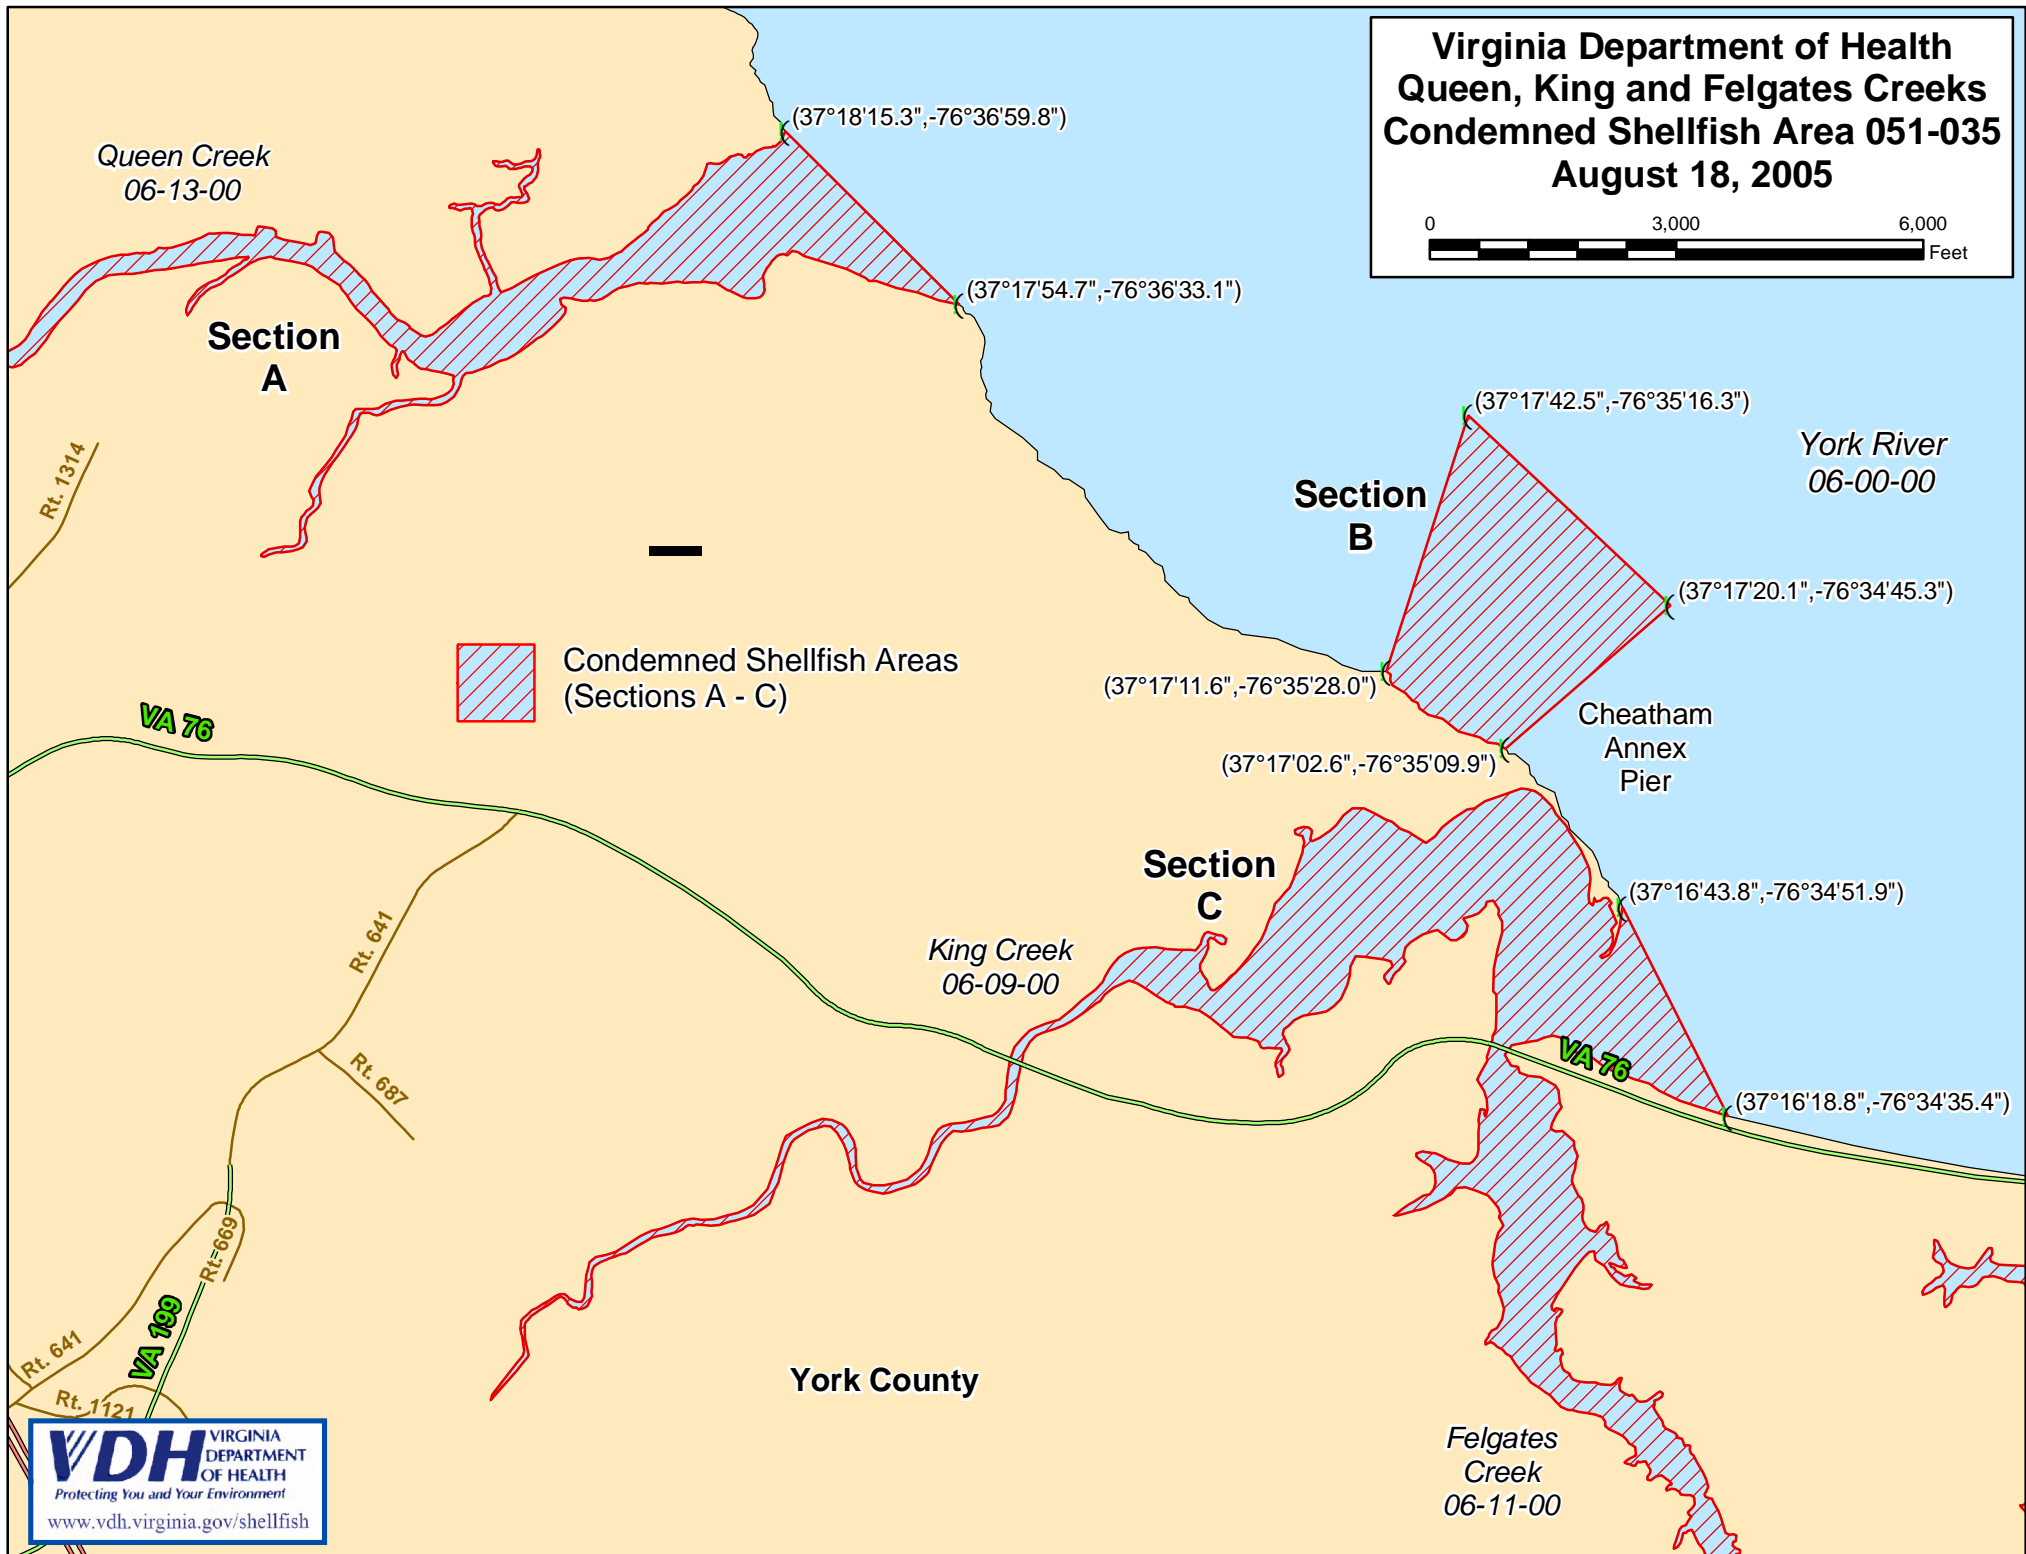 Virginia Department of Health
Queen, King and Felgates Creeks
Condemned Shellfish Area 051-035
August 18, 2005
0 3,000 6,000
Feet
(37°18'15.3",-76°36'59.8")
Queen Creek
06-13-00
(37°17'54.7",-76°36'33.1")
Section
A
(37°17'42.5",-76°35'16.3")
York River
06-00-00
Rt. 1314
Section
B
(37°17'20.1",-76°34'45.3")
Condemned Shellfish Areas
(Sections A - C)
(37°17'11.6",-76°35'28.0")
VA 76
Cheatham
Annex
Pier
(37°17'02.6",-76°35'09.9")
Section
C
(37°16'43.8",-76°34'51.9")
Rt. 641
King Creek
06-09-00
Rt. 687
VA 76
(37°16'18.8",-76°34'35.4")
Rt. 669
VA 199
Rt. 641
York County
Rt. 1121
Felgates
Creek
06-11-00
VDH
VIRGINIA
DEPARTMENT
OF HEALTH
Protecting You and Your Environment
www.vdh.virginia.gov/shellfish